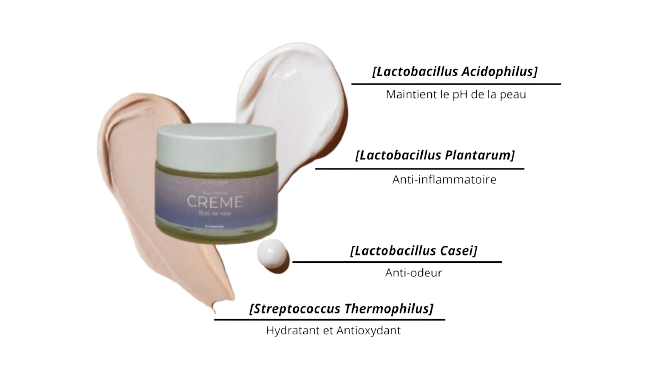 [Lactobacillus Acidophilus]
Maintient le pH de la peau
[Lactobacillus Plantarum]
Anti-inflammatoire
CREME
[Lactobacillus Casei]
Anti-odeur
[Streptococcus Thermophilus]
Hydratant et Antioxydant